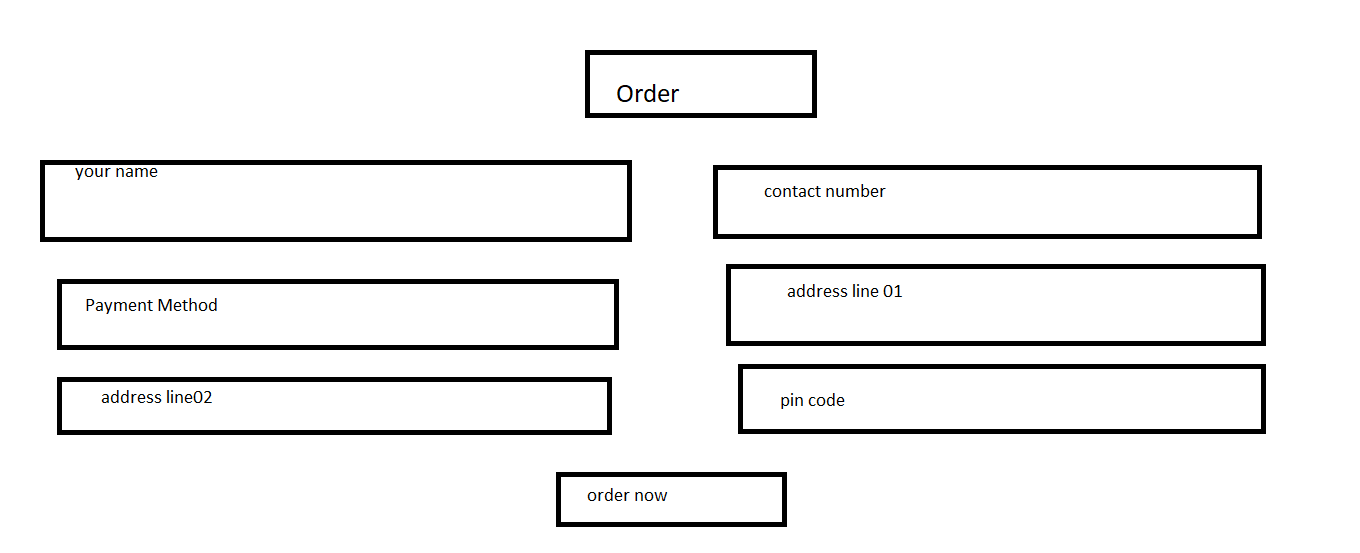 Order
your name
contact number
Payment Method
address line 01
address line02
pin code
order now